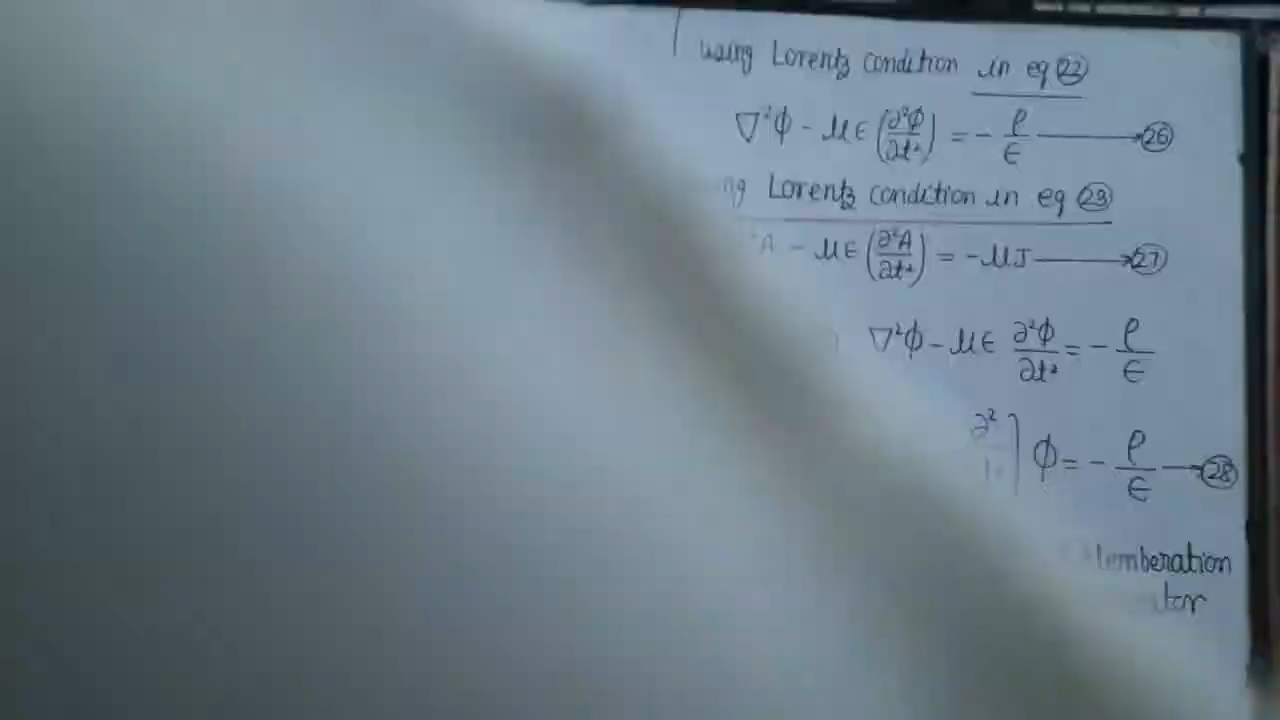 using Lorentz condition in eq 22
∇²ϕ - με (∂²ϕ/∂t²) = - ρ/ε → 26
Lorentz condition in eq 23
A - με (∂²A/∂t²) = -μJ → 27
∇²ϕ - με ∂²ϕ/∂t² = - ρ/ε
∂² ] ϕ = - ρ/ε → 28